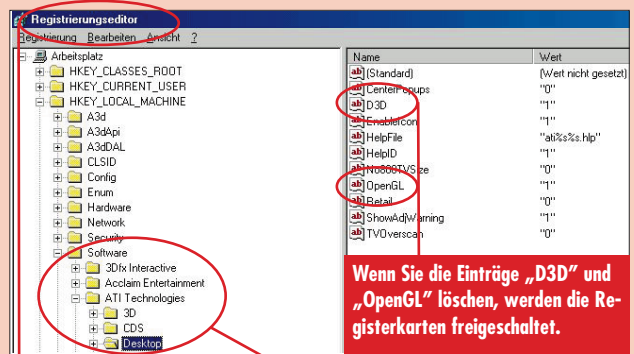 Registrierungseditor
Registrierung Bearbeiten Ansicht ?
Arbeitsplatz
HKEY_CLASSES_ROOT
HKEY_CURRENT_USER
HKEY_LOCAL_MACHINE
A3d
A3dApi
A3dDAL
CLSID
Config
Enum
Hardware
Network
Security
Software
3Dfx Interactive
Acclaim Entertainment
ATI Technologies
3D
CDS
Desktop
Name Wert
(Standard) (Wert nicht gesetzt)
CenterPopups "0"
D3D "1"
EnableIcon "1"
HelpFile "ati%s%s.hlp"
HelpID "1"
No800TVSize "0"
OpenGL "1"
Retail "0"
ShowAdjWarning "1"
TVOverscan "0"
Wenn Sie die Einträge „D3D” und
„OpenGL” löschen, werden die Re-
gisterkarten freigeschaltet.